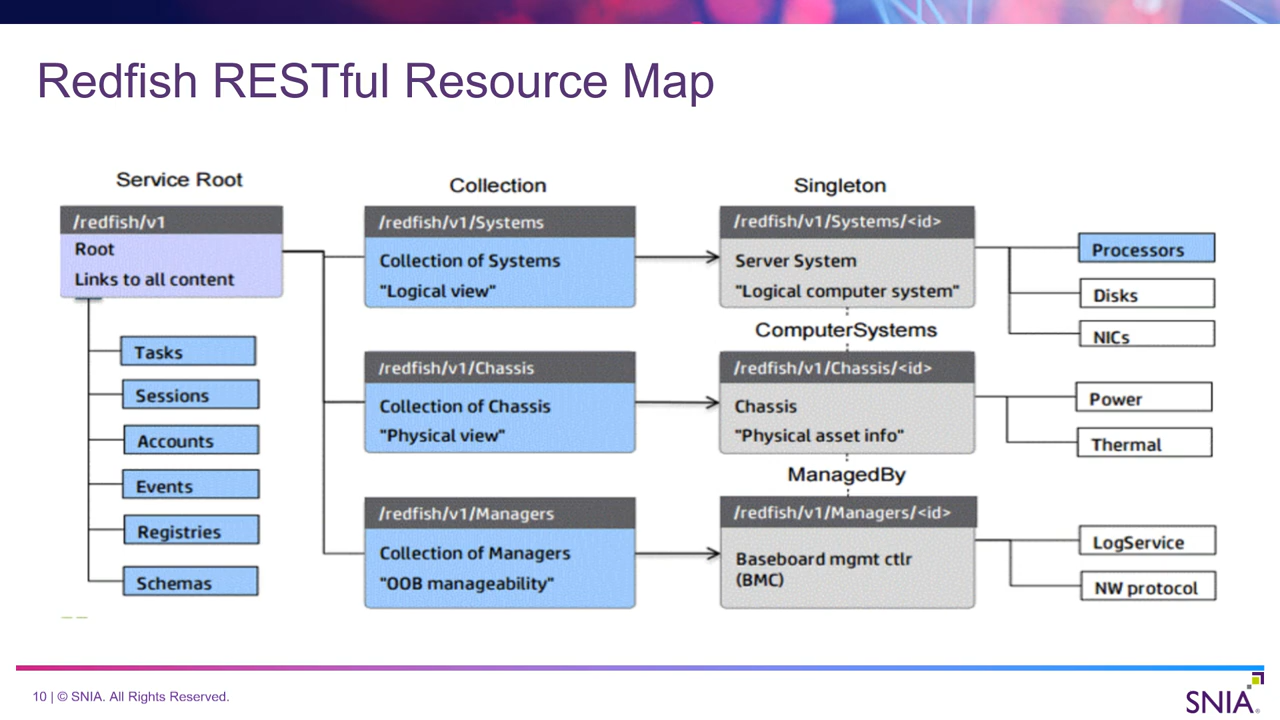 Redfish RESTful Resource Map
Service Root
/redfish/v1
Root
Links to all content
Tasks
Sessions
Accounts
Events
Registries
Schemas
Collection
/redfish/v1/Systems
Collection of Systems
"Logical view"
/redfish/v1/Chassis
Collection of Chassis
"Physical view"
/redfish/v1/Managers
Collection of Managers
"OOB manageability"
Singleton
/redfish/v1/Systems/<id>
Server System
"Logical computer system"
ComputerSystems
/redfish/v1/Chassis/<id>
Chassis
"Physical asset info"
ManagedBy
/redfish/v1/Managers/<id>
Baseboard mgmt ctlr
(BMC)
Processors
Disks
NICs
Power
Thermal
LogService
NW protocol
10 | © SNIA. All Rights Reserved.
SNIA®